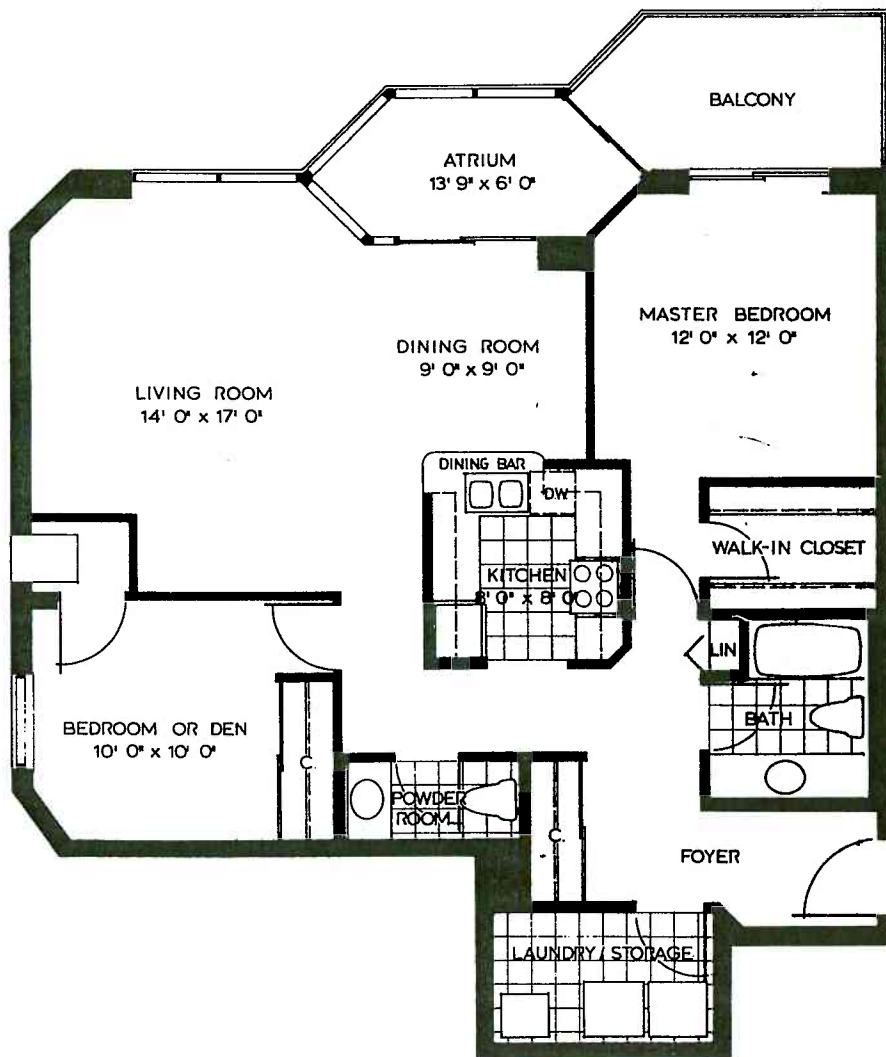 BALCONY
ATRIUM
13' 9" x 6' 0"
MASTER BEDROOM
12' 0" x 12' 0"
DINING ROOM
9' 0" x 9' 0"
LIVING ROOM
14' 0" x 17' 0"
DINING BAR
DW
WALK-IN CLOSET
KITCHEN
8' 0" x 8' 0"
LIN
BATH
BEDROOM OR DEN
10' 0" x 10' 0"
C
POWDER
ROOM
C
FOYER
LAUNDRY / STORAGE